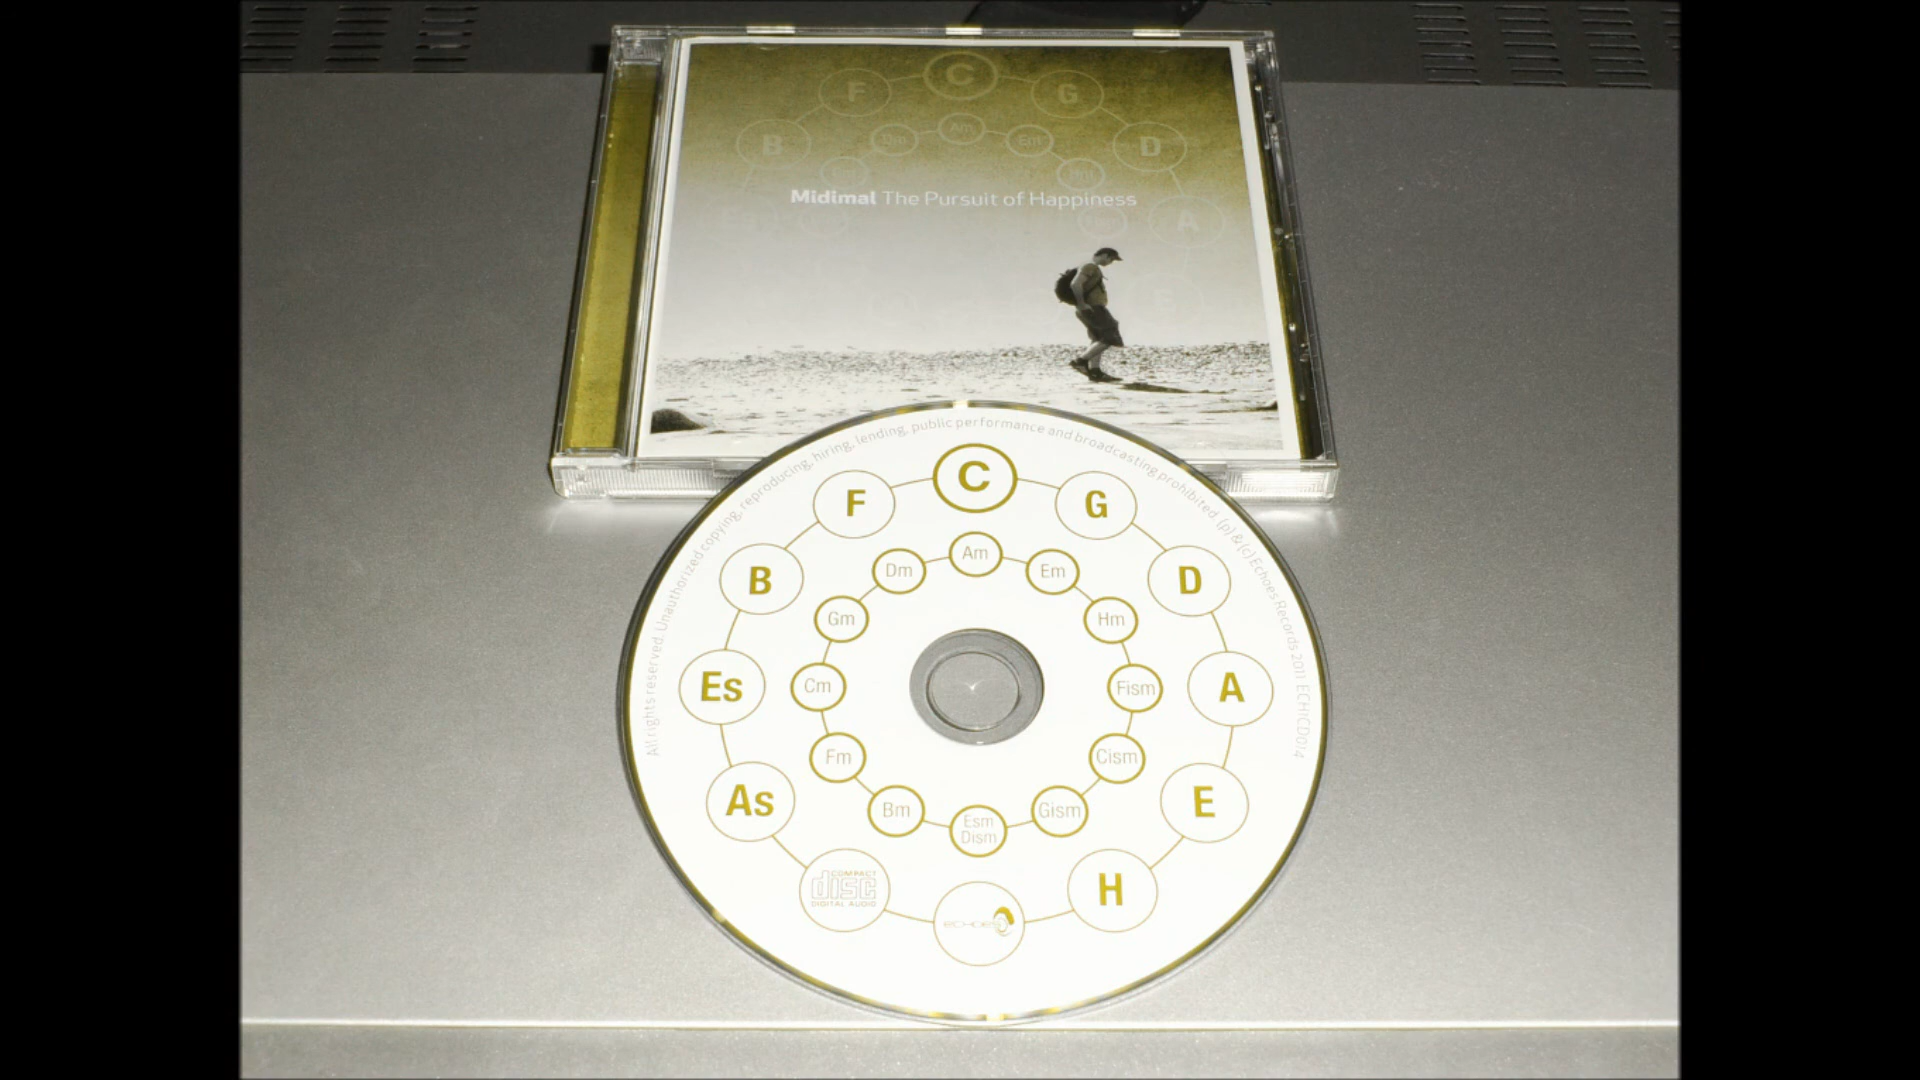 C
F
G
B
D
Dm
Am
Em
Hm
Midimal The Pursuit of Happiness
A
E
All rights reserved. Unauthorized copying, reproducing, hiring, lending, public performance and broadcasting prohibited. (p) & (c) Echoes Records 2011 ECH1CD014
C
F
G
B
D
Es
A
As
E
H
Am
Dm
Em
Gm
Hm
Cm
Fism
Fm
Cism
Bm
Gism
Esm
Dism
COMPACT
disc
DIGITAL AUDIO
ECHOES